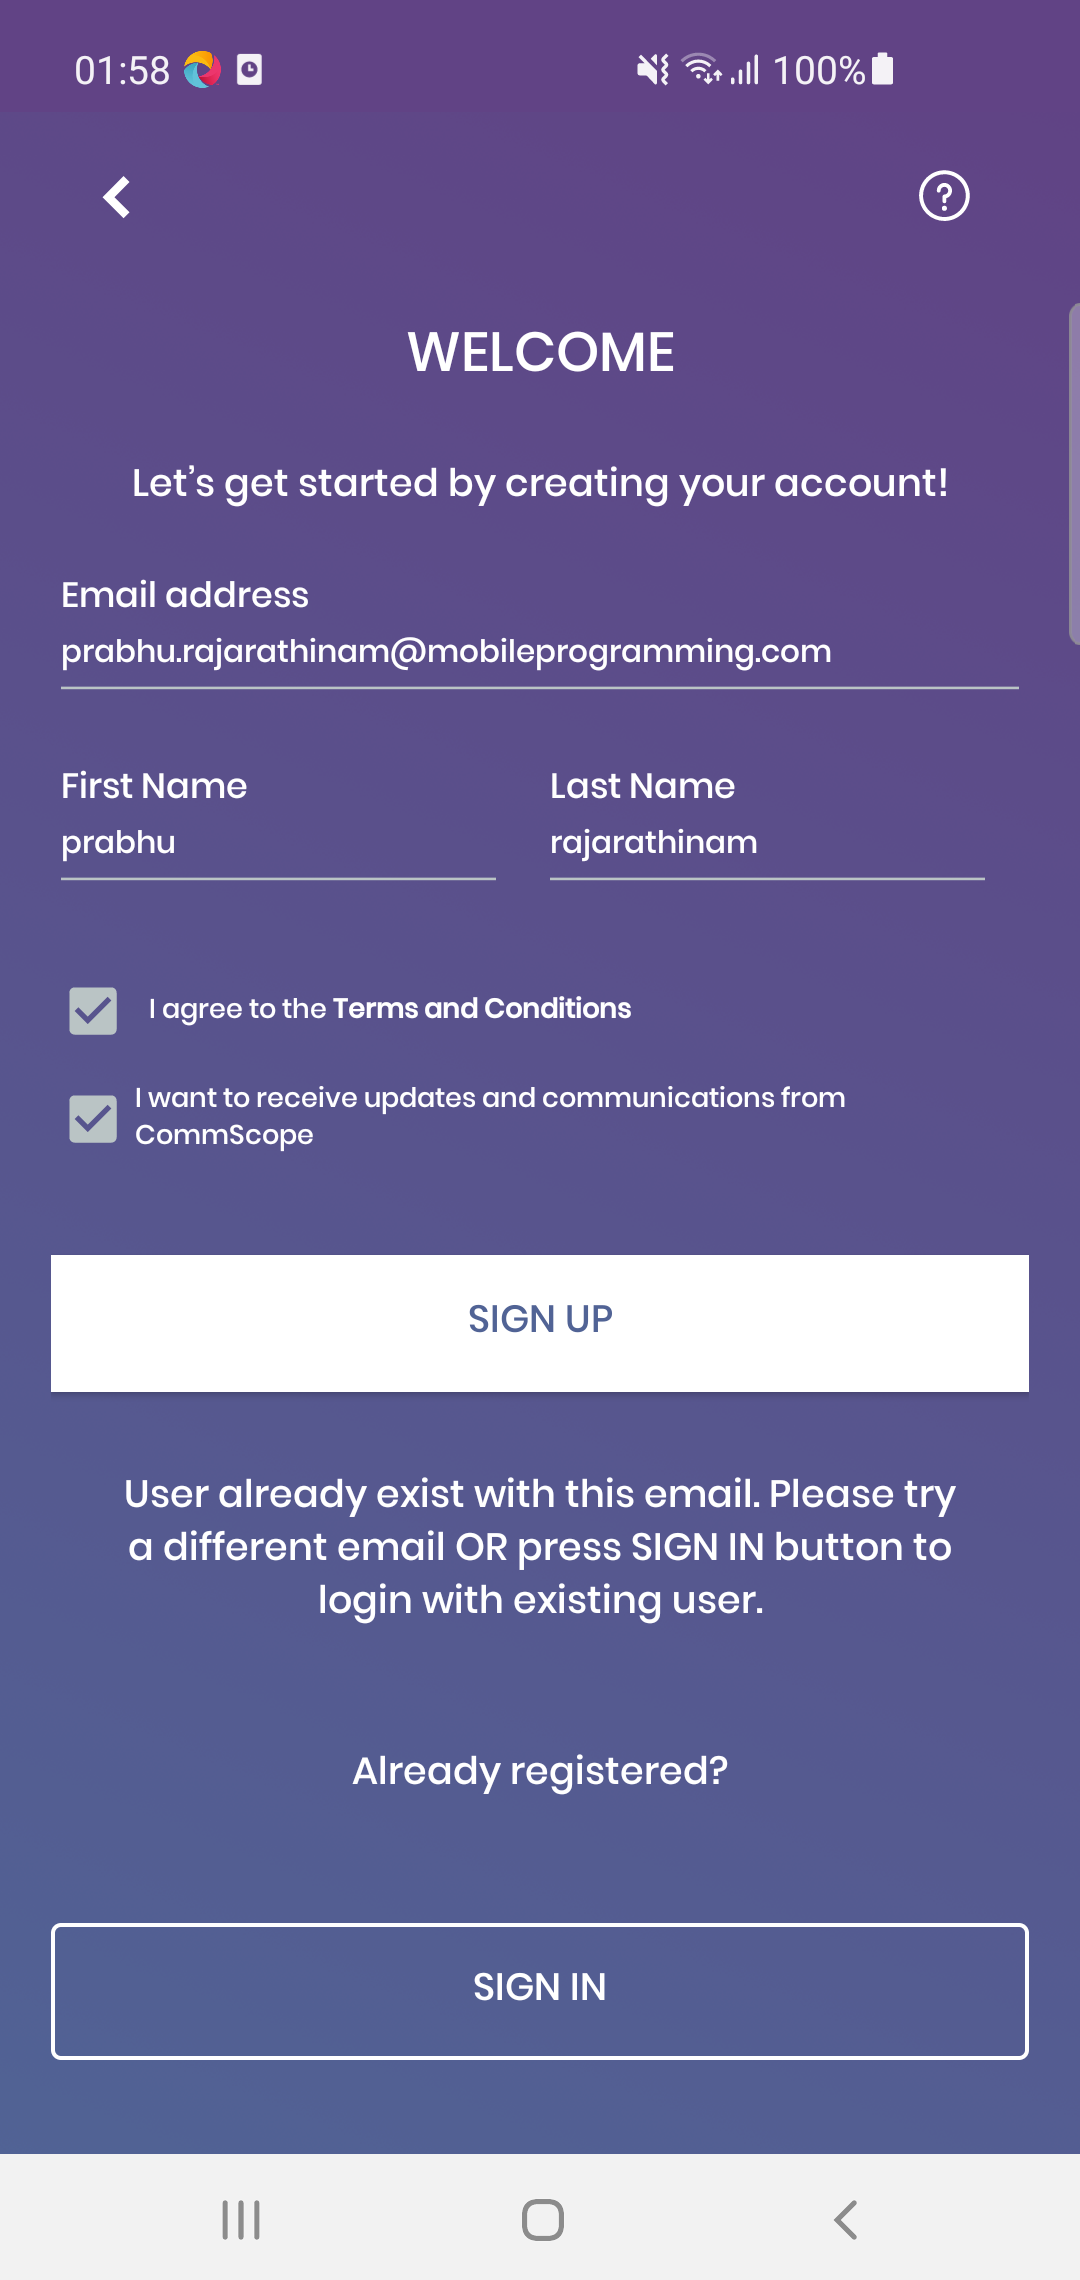 01:58
100%
WELCOME
Let's get started by creating your account!
Email address
prabhu.rajarathinam@mobileprogramming.com
First Name
Last Name
prabhu
rajarathinam
I agree to the Terms and Conditions
I want to receive updates and communications from
CommScope
SIGN UP
User already exist with this email. Please try
a different email OR press SIGN IN button to
login with existing user.
Already registered?
SIGN IN